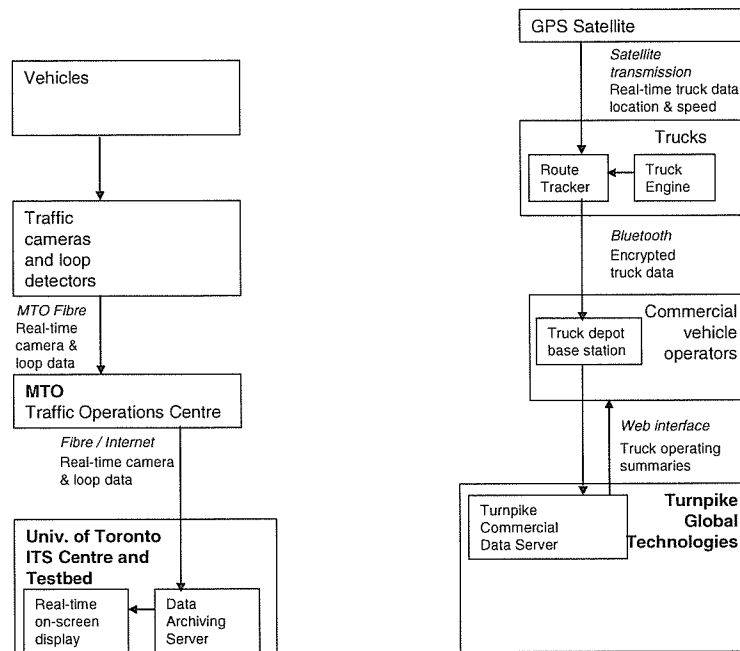 Vehicles
Traffic
cameras
and loop
detectors
MTO Fibre
Real-time
camera &
loop data
MTO
Traffic Operations Centre
Fibre / Internet
Real-time camera
& loop data
Univ. of Toronto
ITS Centre and
Testbed
Real-time
on-screen
display
Data
Archiving
Server
GPS Satellite
Satellite
transmission
Real-time truck data
location & speed
Trucks
Route
Tracker
Truck
Engine
Bluetooth
Encrypted
truck data
Commercial
vehicle
operators
Truck depot
base station
Web interface
Truck operating
summaries
Turnpike
Global
Technologies
Turnpike
Commercial
Data Server